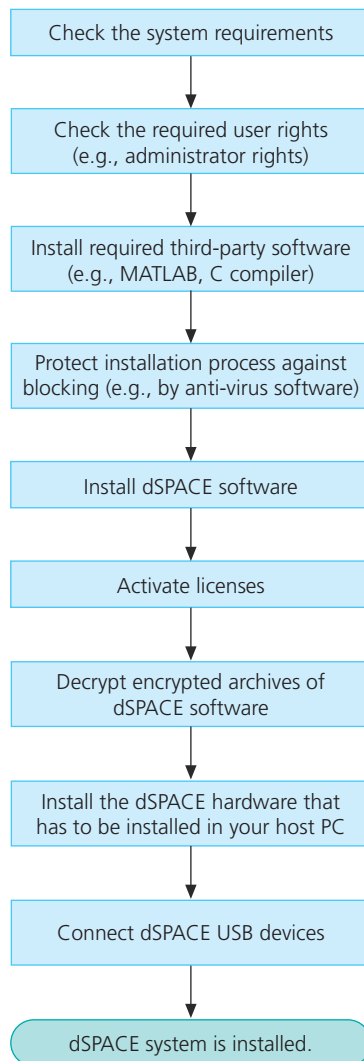 Check the system requirements
Check the required user rights
(e.g., administrator rights)
Install required third-party software
(e.g., MATLAB, C compiler)
Protect installation process against
blocking (e.g., by anti-virus software)
Install dSPACE software
Activate licenses
Decrypt encrypted archives of
dSPACE software
Install the dSPACE hardware that
has to be installed in your host PC
Connect dSPACE USB devices
dSPACE system is installed.